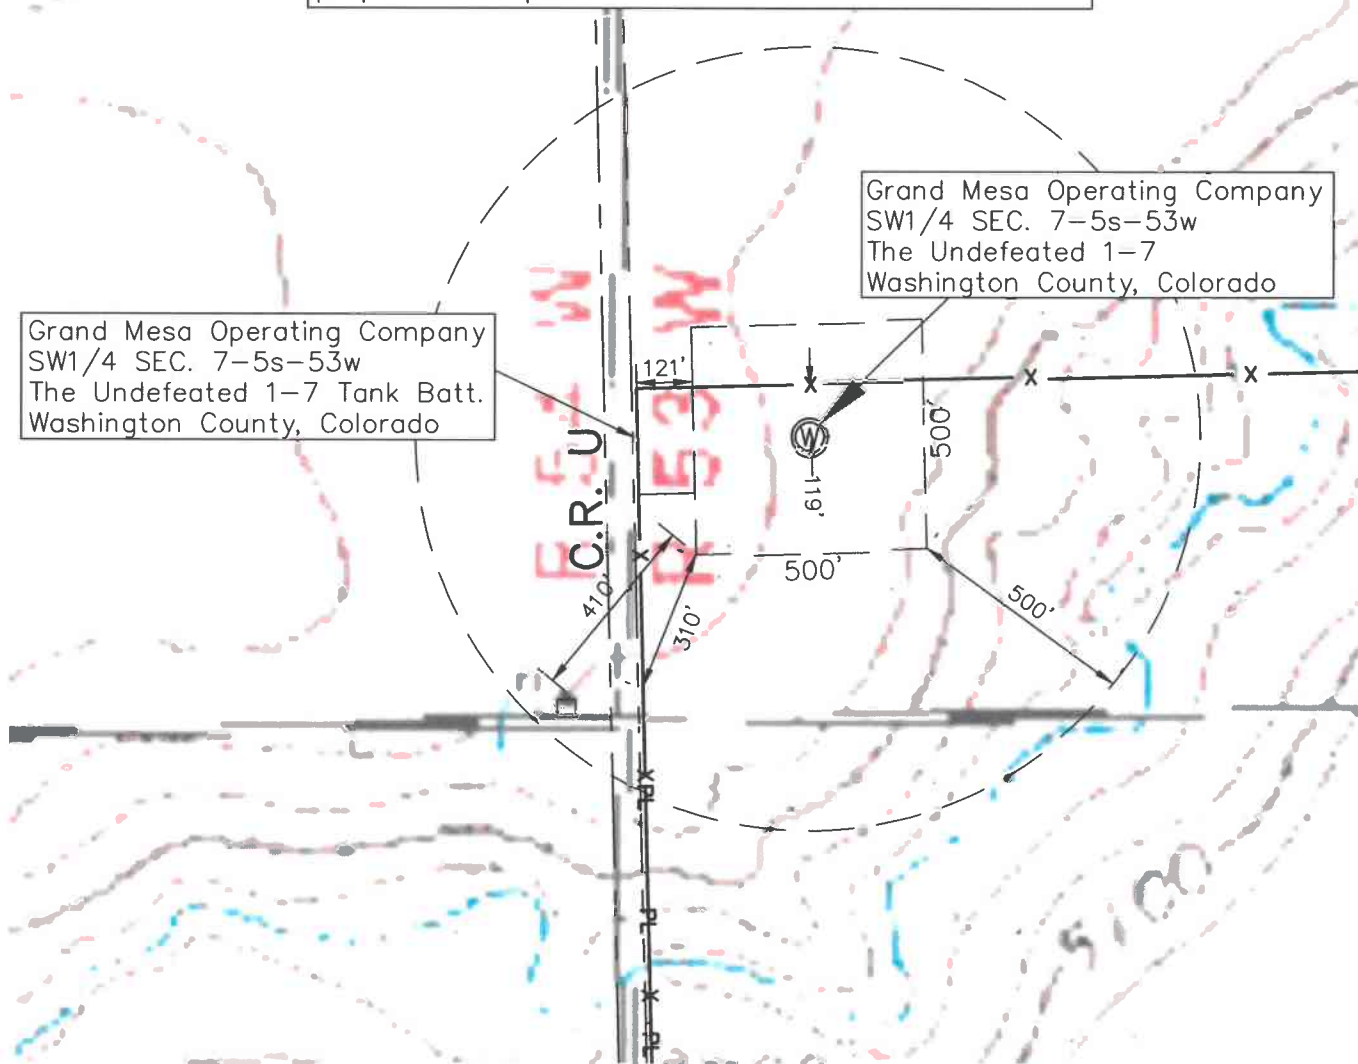 Grand Mesa Operating Company
SW1/4 SEC. 7-5s-53w
The Undefeated 1-7
Washington County, Colorado
Grand Mesa Operating Company
SW1/4 SEC. 7-5s-53w
The Undefeated 1-7 Tank Batt.
Washington County, Colorado
121'
X
X
X
W
119'
500'
500'
500'
C.R. U
R 53 W
X
410'
310'
X
PL
PL
X
PL